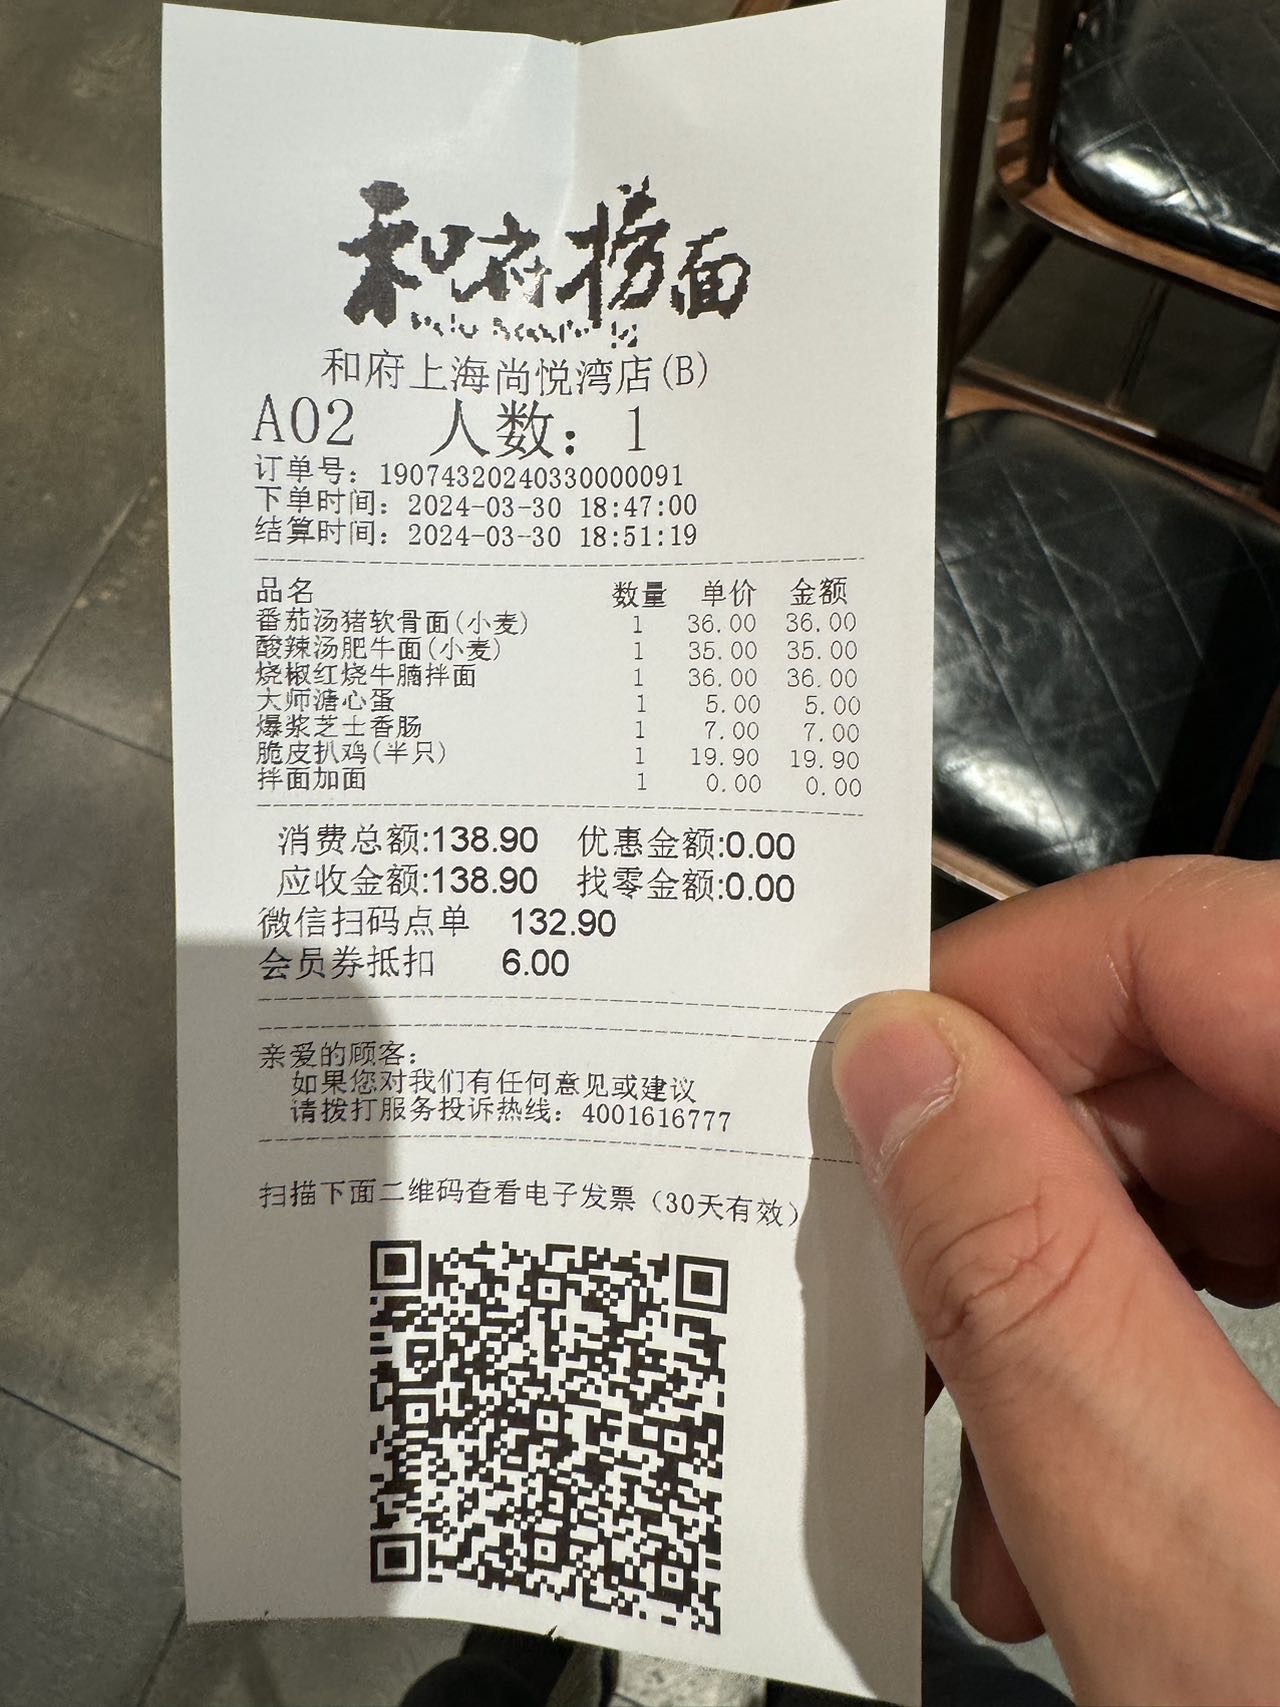 和府捞面
和府上海尚悦湾店(B)
A02 人数：1
订单号：19074320240330000091
下单时间：2024-03-30 18:47:00
结算时间：2024-03-30 18:51:19
品名 数量 单价 金额
番茄汤猪软骨面(小麦) 1 36.00 36.00
酸辣汤肥牛面(小麦) 1 35.00 35.00
烧椒红烧牛腩拌面 1 36.00 36.00
大师溏心蛋 1 5.00 5.00
爆浆芝士香肠 1 7.00 7.00
脆皮扒鸡(半只) 1 19.90 19.90
拌面加面 1 0.00 0.00
消费总额:138.90 优惠金额:0.00
应收金额:138.90 找零金额:0.00
微信扫码点单 132.90
会员券抵扣 6.00
亲爱的顾客：
如果您对我们有任何意见或建议
请拨打服务投诉热线：4001616777
扫描下面二维码查看电子发票（30天有效）